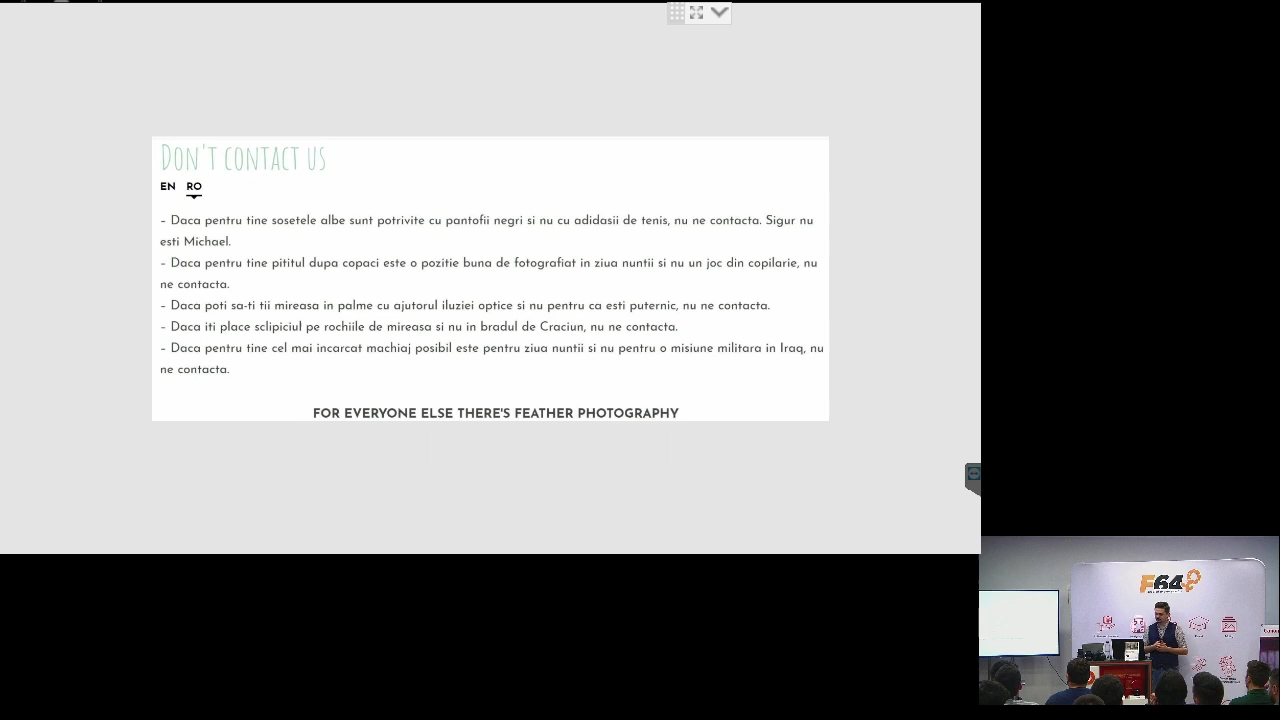 Don't contact us
EN RO
– Daca pentru tine sosetele albe sunt potrivite cu pantofii negri si nu cu adidasii de tenis, nu ne contacta. Sigur nu
esti Michael.
– Daca pentru tine pititul dupa copaci este o pozitie buna de fotografiat in ziua nuntii si nu un joc din copilarie, nu
ne contacta.
– Daca poti sa-ti tii mireasa in palme cu ajutorul iluziei optice si nu pentru ca esti puternic, nu ne contacta.
– Daca iti place sclipiciul pe rochiile de mireasa si nu in bradul de Craciun, nu ne contacta.
– Daca pentru tine cel mai incarcat machiaj posibil este pentru ziua nuntii si nu pentru o misiune militara in Iraq, nu
ne contacta.
FOR EVERYONE ELSE THERE'S FEATHER PHOTOGRAPHY
F64